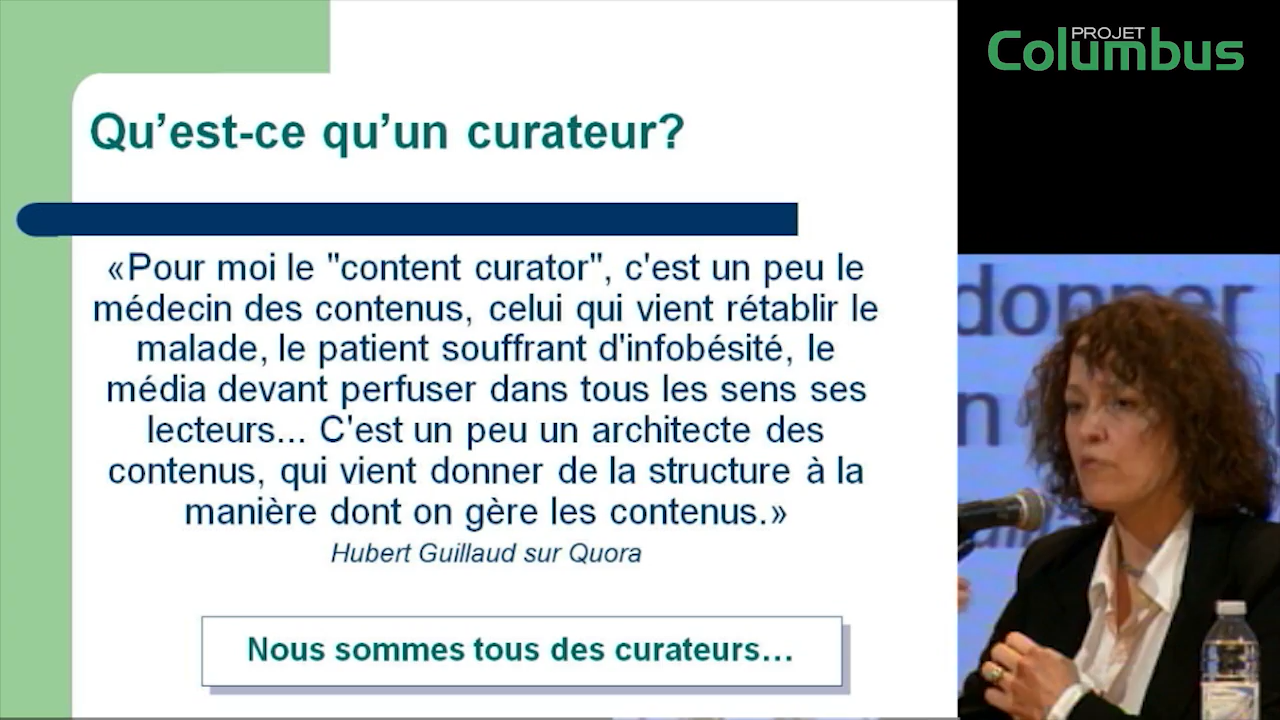 PROJET
Columbus
Qu’est-ce qu’un curateur?
«Pour moi le "content curator", c'est un peu le
médecin des contenus, celui qui vient rétablir le
malade, le patient souffrant d'infobésité, le
média devant perfuser dans tous les sens ses
lecteurs... C'est un peu un architecte des
contenus, qui vient donner de la structure à la
manière dont on gère les contenus.»
Hubert Guillaud sur Quora
Nous sommes tous des curateurs…
donner
n